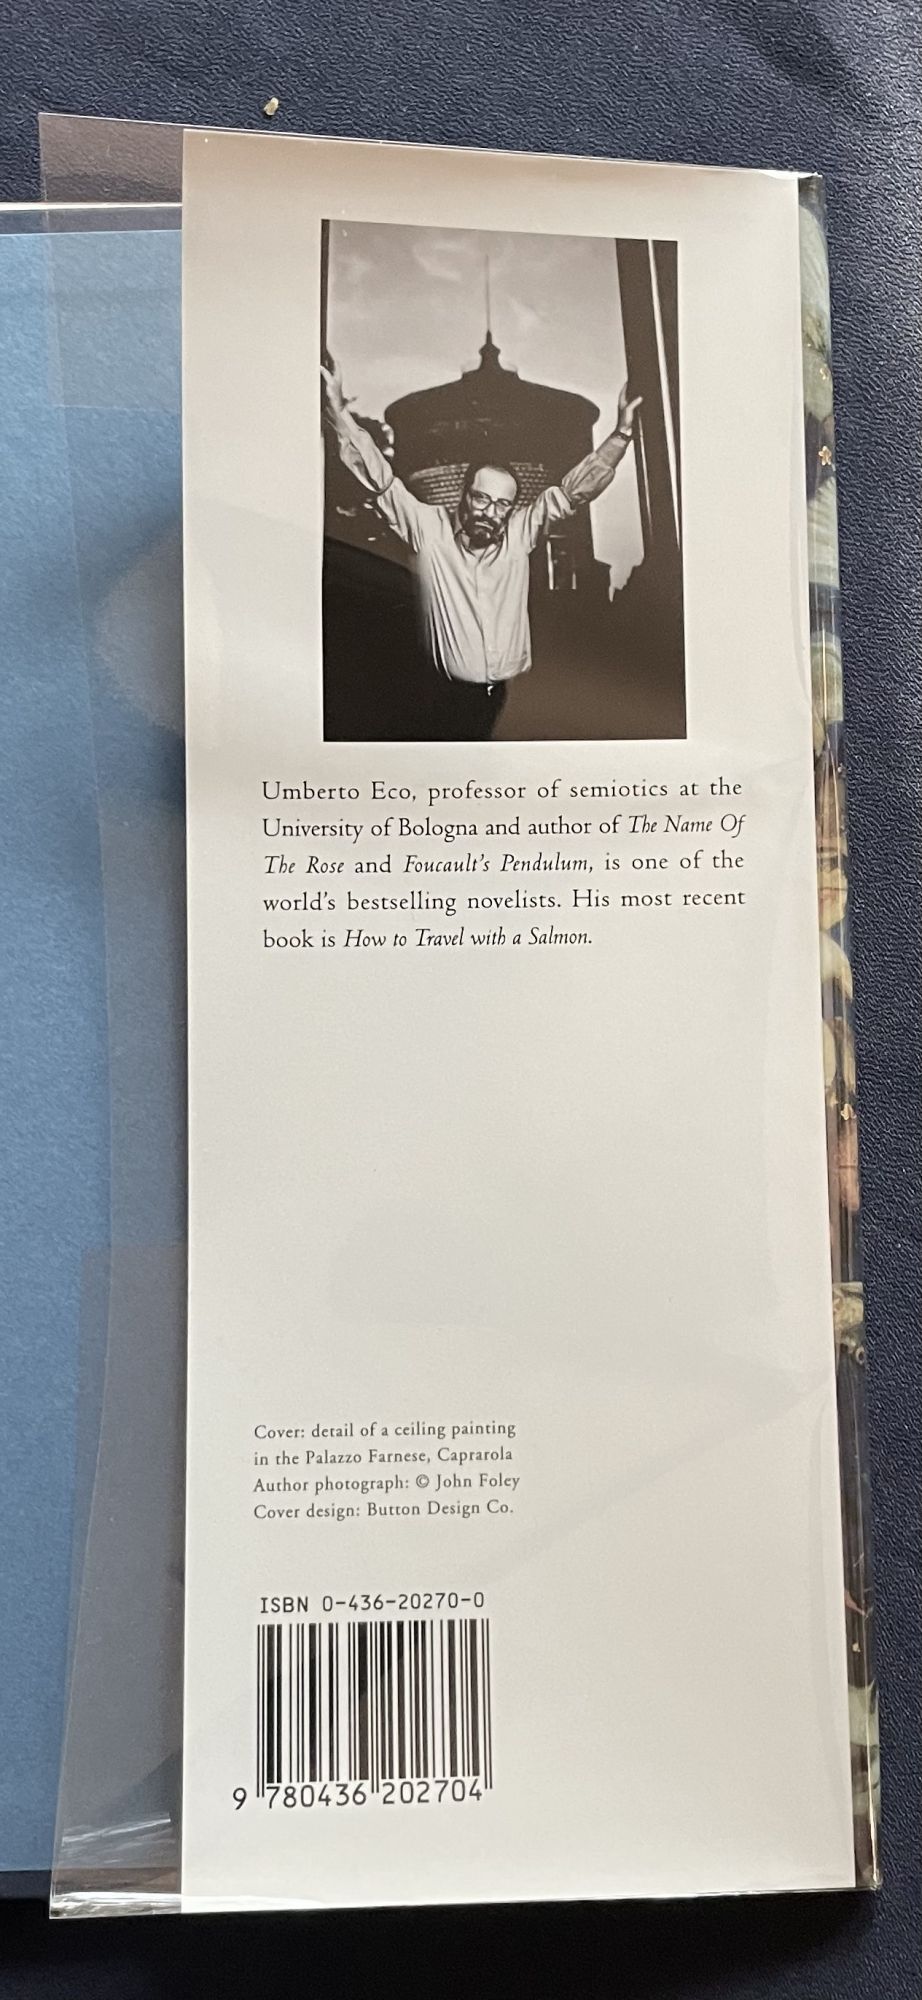 Umberto Eco, professor of semiotics at the
University of Bologna and author of The Name Of
The Rose and Foucault's Pendulum, is one of the
world's bestselling novelists. His most recent
book is How to Travel with a Salmon.
Cover: detail of a ceiling painting
in the Palazzo Farnese, Caprarola
Author photograph: © John Foley
Cover design: Button Design Co.
ISBN 0-436-20270-0
9 780436 202704